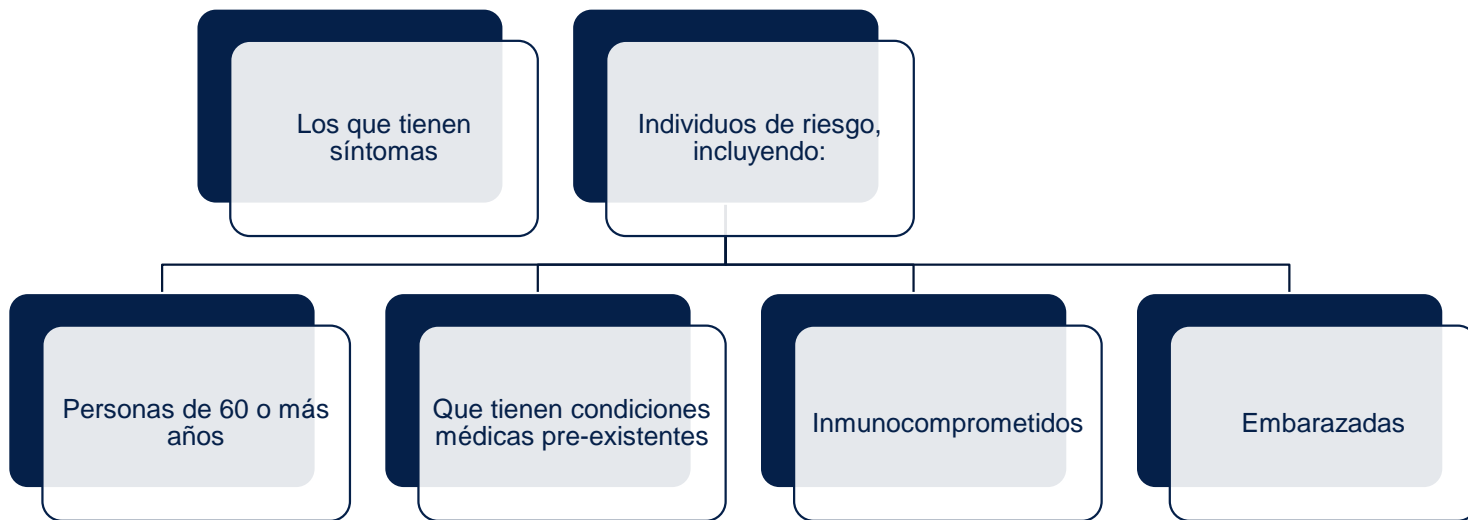 Los que tienen
síntomas
Individuos de riesgo,
incluyendo:
Personas de 60 o más
años
Que tienen condiciones
médicas pre-existentes
Inmunocomprometidos
Embarazadas